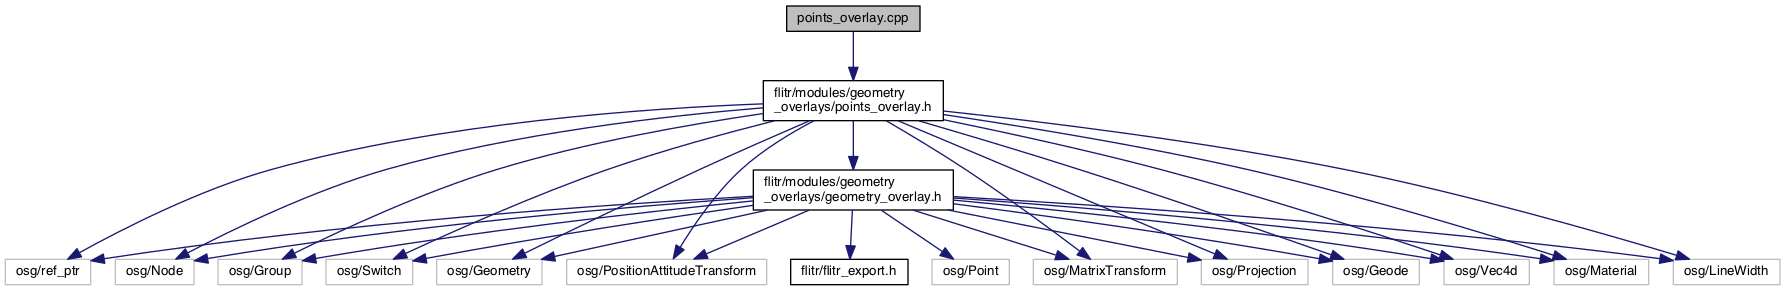 points_overlay.cpp
flitr/modules/geometry
_overlays/points_overlay.h
flitr/modules/geometry
_overlays/geometry_overlay.h
osg/ref_ptr
osg/Node
osg/Group
osg/Switch
osg/Geometry
osg/PositionAttitudeTransform
flitr/flitr_export.h
osg/Point
osg/MatrixTransform
osg/Projection
osg/Geode
osg/Vec4d
osg/Material
osg/LineWidth